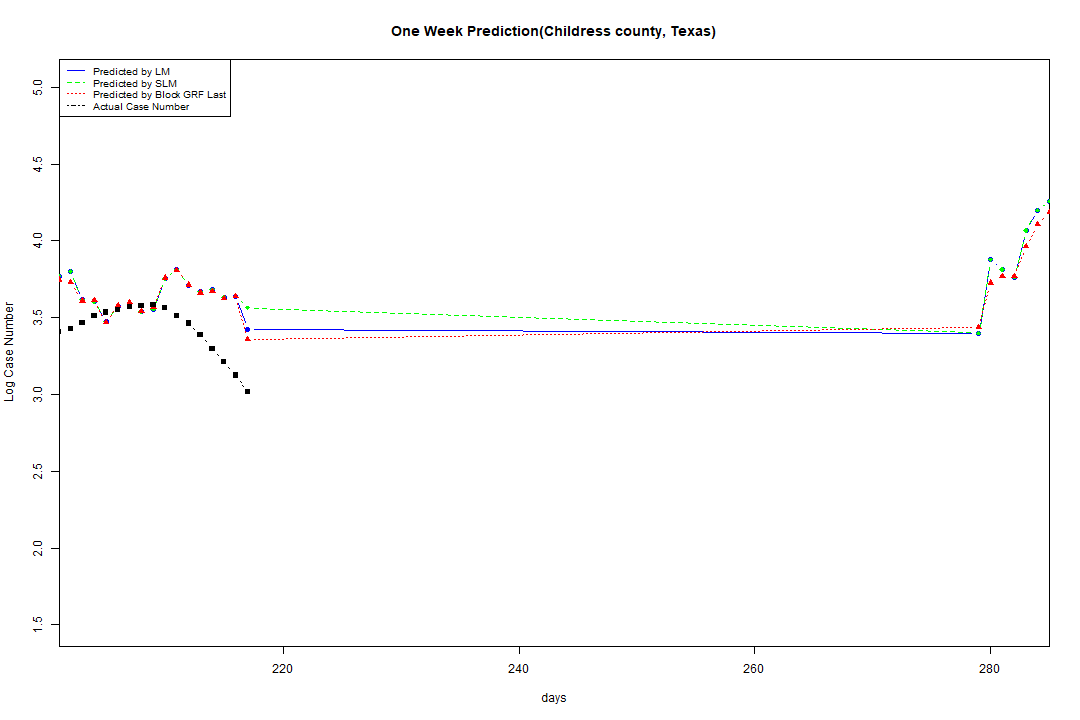 One Week Prediction(Childress county, Texas)
Predicted by LM
Predicted by SLM
Predicted by Block GRF Last
Actual Case Number
Log Case Number
5.0
4.5
4.0
3.5
3.0
2.5
2.0
1.5
220 240 260 280
days